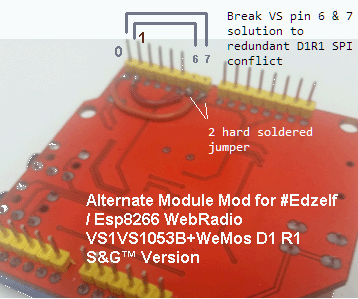 Break VS pin 6 & 7
solution to
redundant D1R1 SPI
conflict
1
0
6 7
2 hard soldered
jumper
Alternate Module Mod for #Edzelf
/ Esp8266 WebRadio
VS1VS1053B+WeMos D1 R1
S&G™ Version